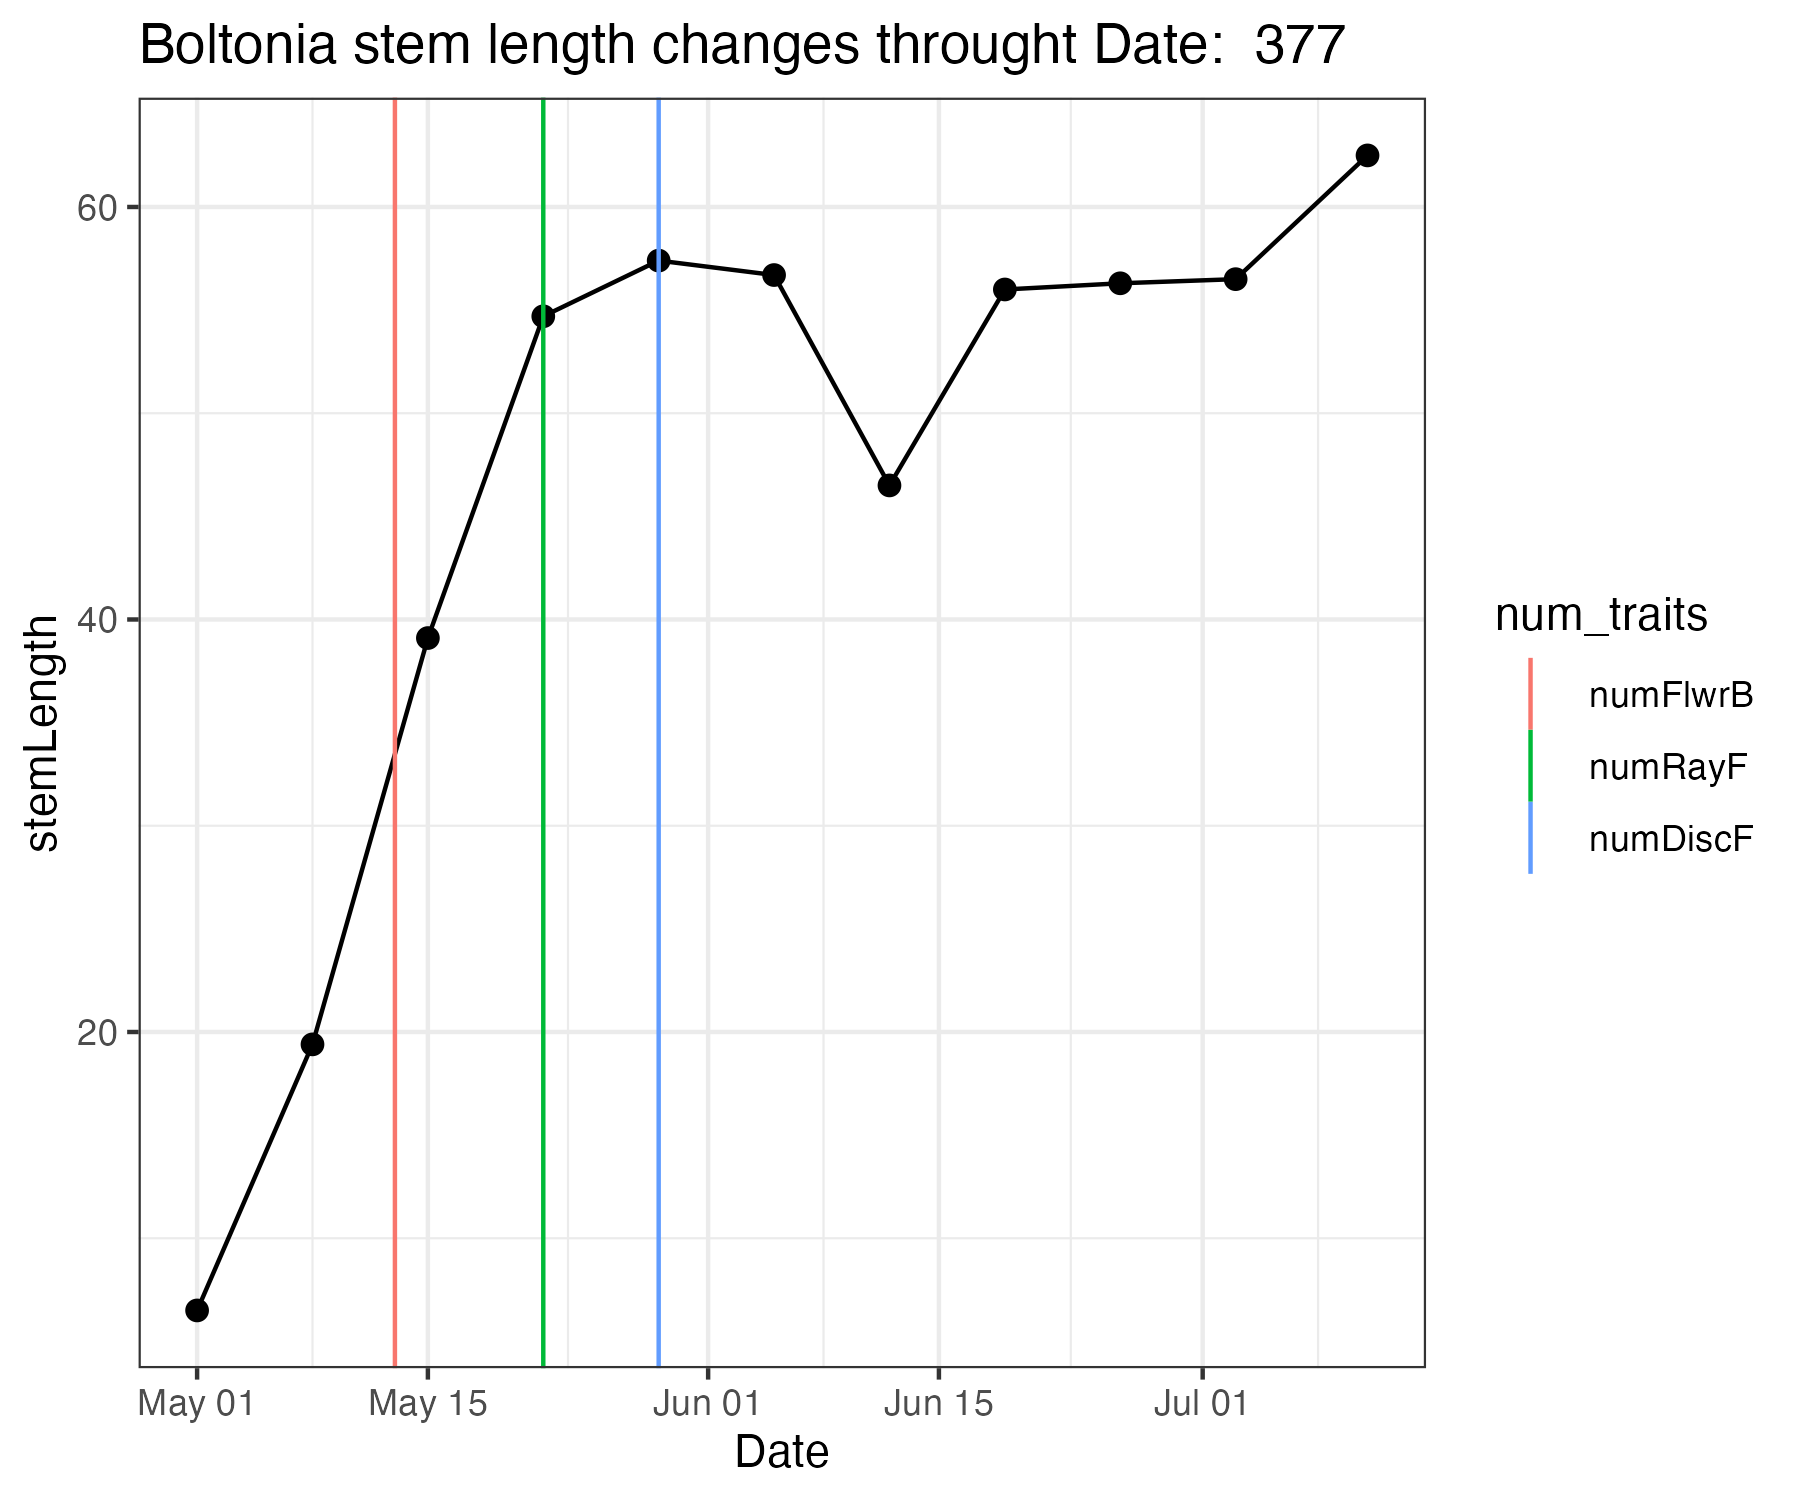 Boltonia stem length changes throught Date:  377
60
40
20
stemLength
May 01
May 15
Jun 01
Jun 15
Jul 01
Date
num_traits
numFlwrB
numRayF
numDiscF